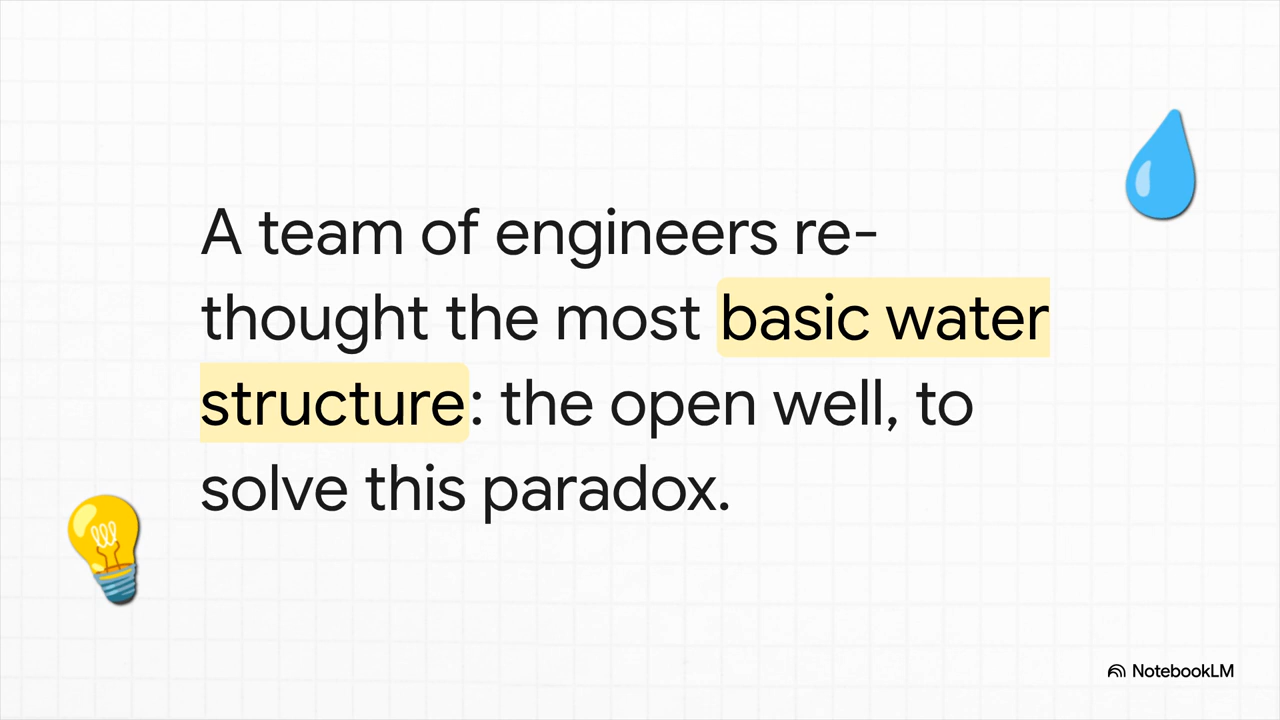 A team of engineers re-
thought the most basic water
structure: the open well, to
solve this paradox.
NotebookLM